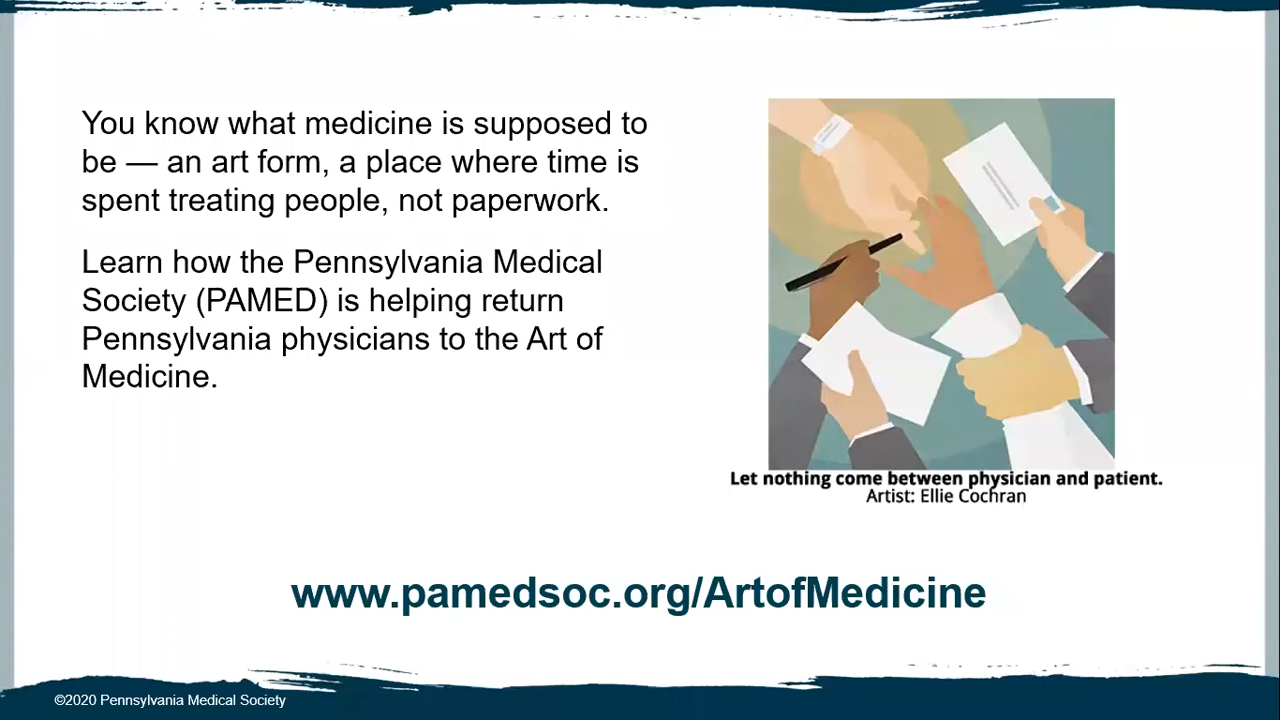 You know what medicine is supposed to
be — an art form, a place where time is
spent treating people, not paperwork.
Learn how the Pennsylvania Medical
Society (PAMED) is helping return
Pennsylvania physicians to the Art of
Medicine.
Let nothing come between physician and patient.
Artist: Ellie Cochran
www.pamedsoc.org/ArtofMedicine
©2020 Pennsylvania Medical Society